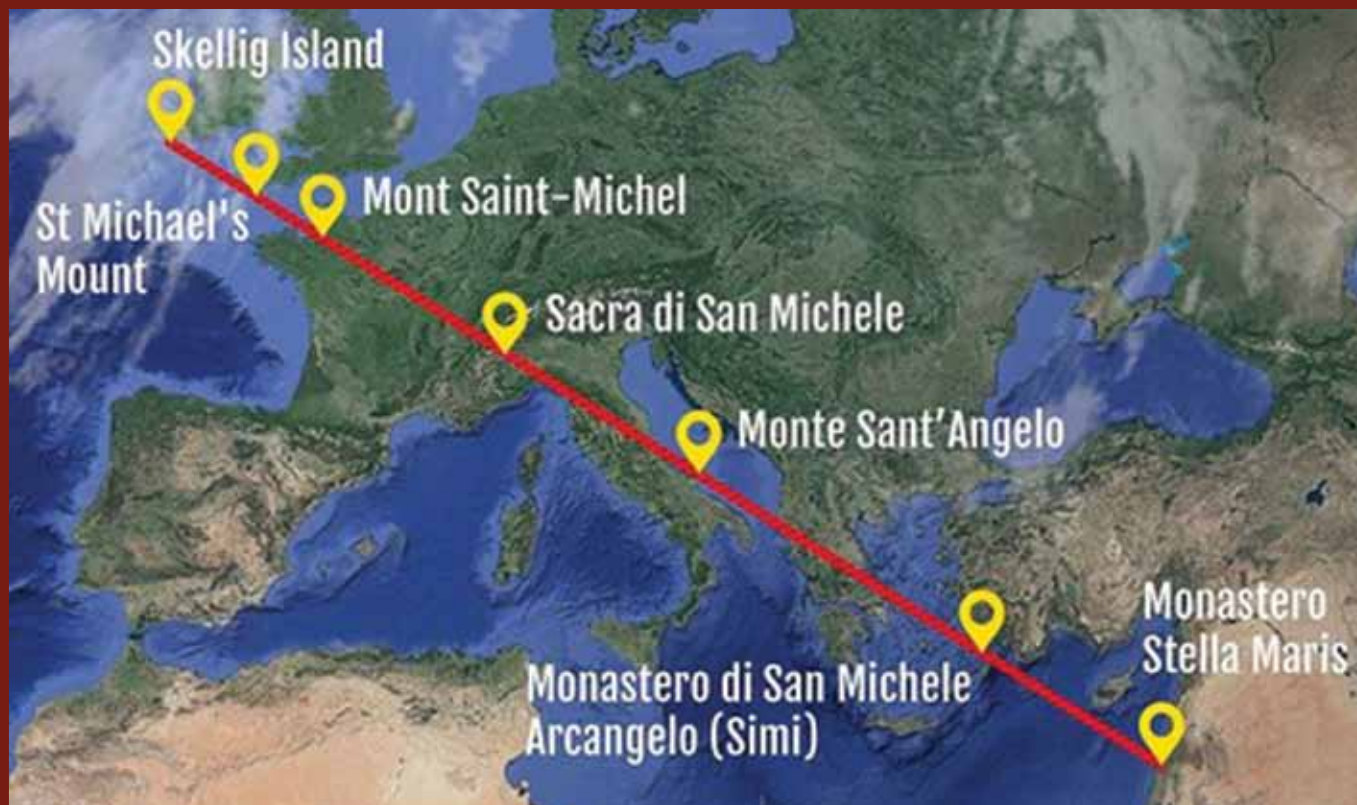 Skellig Island
St Michael's
Mount
Mont Saint-Michel
Sacra di San Michele
Monte Sant’Angelo
Monastero di San Michele
Arcangelo (Simi)
Monastero
Stella Maris